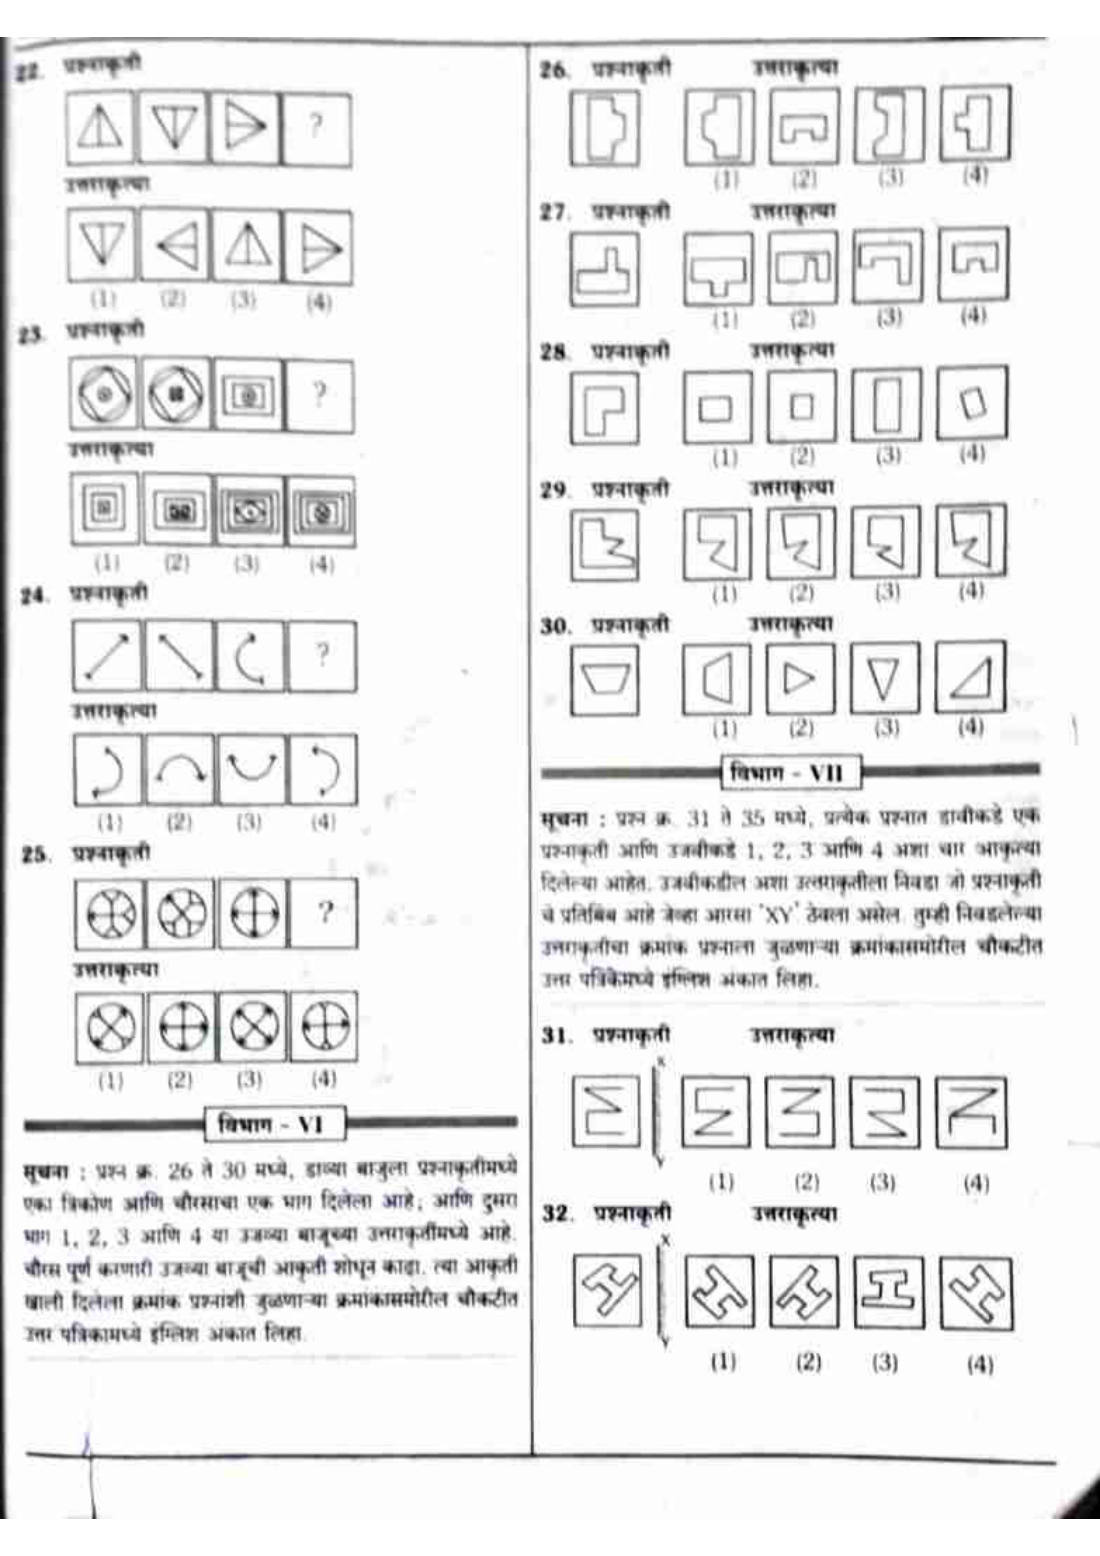 22. प्रश्नाकृती
?
उत्तराकृत्या
(1) (2) (3) (4)
23. प्रश्नाकृती
?
उत्तराकृत्या
(1) (2) (3) (4)
24. प्रश्नाकृती
?
उत्तराकृत्या
(1) (2) (3) (4)
25. प्रश्नाकृती
?
उत्तराकृत्या
(1) (2) (3) (4)
विभाग - VI
सूचना : प्रश्न क्र. 26 ते 30 मध्ये, डाव्या बाजुला प्रश्नाकृतीमध्ये
एका त्रिकोण आणि चौरसाचा एक भाग दिलेला आहे; आणि दुसरा
भाग 1, 2, 3 आणि 4 या उजव्या बाजूच्या उत्तराकृतींमध्ये आहे.
चौरस पूर्ण करणारी उजव्या बाजूची आकृती शोधून काढा. त्या आकृती
खाली दिलेला क्रमांक प्रश्नांशी जुळणाऱ्या क्रमांकासमोरील चौकटीत
उत्तर पत्रिकामध्ये इंग्लिश अंकात लिहा.
26. प्रश्नाकृती उत्तराकृत्या
(1) (2) (3) (4)
27. प्रश्नाकृती उत्तराकृत्या
(1) (2) (3) (4)
28. प्रश्नाकृती उत्तराकृत्या
(1) (2) (3) (4)
29. प्रश्नाकृती उत्तराकृत्या
(1) (2) (3) (4)
30. प्रश्नाकृती उत्तराकृत्या
(1) (2) (3) (4)
विभाग - VII
सूचना : प्रश्न क्र. 31 ते 35 मध्ये, प्रत्येक प्रश्नात डावीकडे एक
प्रश्नाकृती आणि उजवीकडे 1, 2, 3 आणि 4 अशा चार आकृत्या
दिलेल्या आहेत. उजवीकडील अशा उत्तराकृतीला निवडा जो प्रश्नाकृती
चे प्रतिबिंब आहे जेव्हा आरसा 'XY' ठेवला असेल. तुम्ही निवडलेल्या
उत्तराकृतीचा क्रमांक प्रश्नाला जुळणाऱ्या क्रमांकासमोरील चौकटीत
उत्तर पत्रिकेमध्ये इंग्लिश अंकात लिहा.
31. प्रश्नाकृती उत्तराकृत्या
X
Y
(1) (2) (3) (4)
32. प्रश्नाकृती उत्तराकृत्या
X
Y
(1) (2) (3) (4)